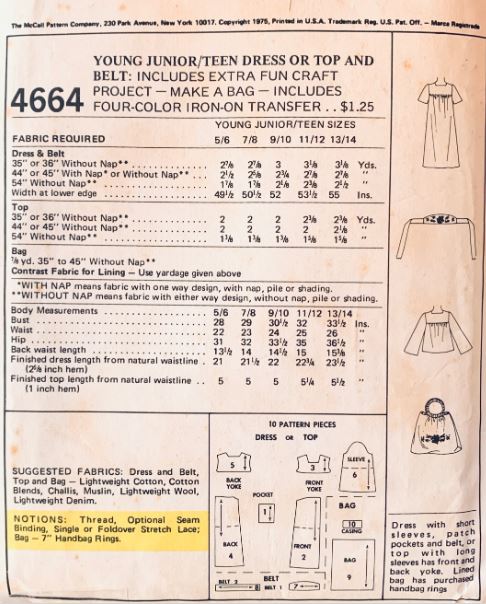 The McCall Pattern Company, 230 Park Avenue, New York 10017. Copyright 1975, Printed in U.S.A. Trademark Reg. U.S. Pat. Off. — Marca Registrada
4664
YOUNG JUNIOR/TEEN DRESS OR TOP AND
BELT: INCLUDES EXTRA FUN CRAFT
PROJECT — MAKE A BAG — INCLUDES
FOUR-COLOR IRON-ON TRANSFER . . $1.25
YOUNG JUNIOR/TEEN SIZES
FABRIC REQUIRED 5/6 7/8 9/10 11/12 13/14
Dress & Belt
35" or 36" Without Nap** 2⅞ 2⅞ 3 3⅛ 3⅛ Yds.
44" or 45" With Nap* or Without Nap** 2½ 2⅝ 2¾ 2⅞ 2⅞ "
54" Without Nap** 1⅞ 1⅞ 2⅛ 2⅜ 2½ "
Width at lower edge 49½ 50½ 52 53½ 55 Ins.
Top
35" or 36" Without Nap** 2 2 2 2⅜ 2⅜ Yds.
44" or 45" Without Nap** 2 2 2 2 2⅛ "
54" Without Nap** 1⅜ 1⅜ 1⅜ 1⅝ 1⅝ "
Bag
⅞ yd. 35" to 45" Without Nap**
Contrast Fabric for Lining — Use yardage given above
*WITH NAP means fabric with one way design, with nap, pile or shading.
**WITHOUT NAP means fabric with either way design, without nap, pile, or shading.
Body Measurements 5/6 7/8 9/10 11/12 13/14
Bust 28 29 30½ 32 33½ Ins.
Waist 22 23 24 25 26 "
Hip 31 32 33½ 35 36½ "
Back waist length 13½ 14 14½ 15 15⅜ "
Finished dress length from natural waistline . 21 21½ 22 22¾ 23½ "
(2⅝ inch hem)
Finished top length from natural waistline . . 5 5 5 5¼ 5½ "
(1 inch hem)
10 PATTERN PIECES
DRESS OR TOP
5
BACK
YOKE
3
FRONT
YOKE
SLEEVE
6
POCKET
1
BACK
4
FRONT
2
BAG
10
CASING
BAG
9
BELT
BELT 2
8
BELT 1
7
SUGGESTED FABRICS: Dress and Belt,
Top and Bag — Lightweight Cotton, Cotton
Blends, Challis, Muslin, Lightweight Wool,
Lightweight Denim.
NOTIONS: Thread, Optional Seam
Binding, Single or Foldover Stretch Lace;
Bag — 7" Handbag Rings.
Dress with short
sleeves, patch
pockets and belt, or
top with long
sleeves has front and
back yoke. Lined
bag has purchased
handbag rings